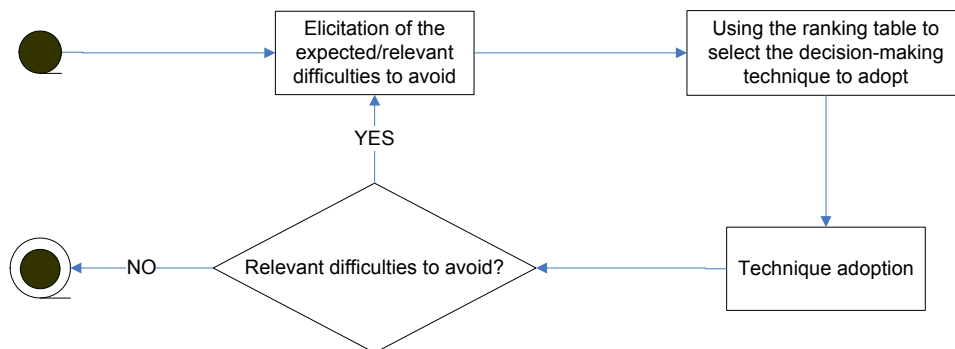 Elicitation of the
expected/relevant
difficulties to avoid
Using the ranking table to
select the decision-making
technique to adopt
YES
NO
Relevant difficulties to avoid?
Technique adoption